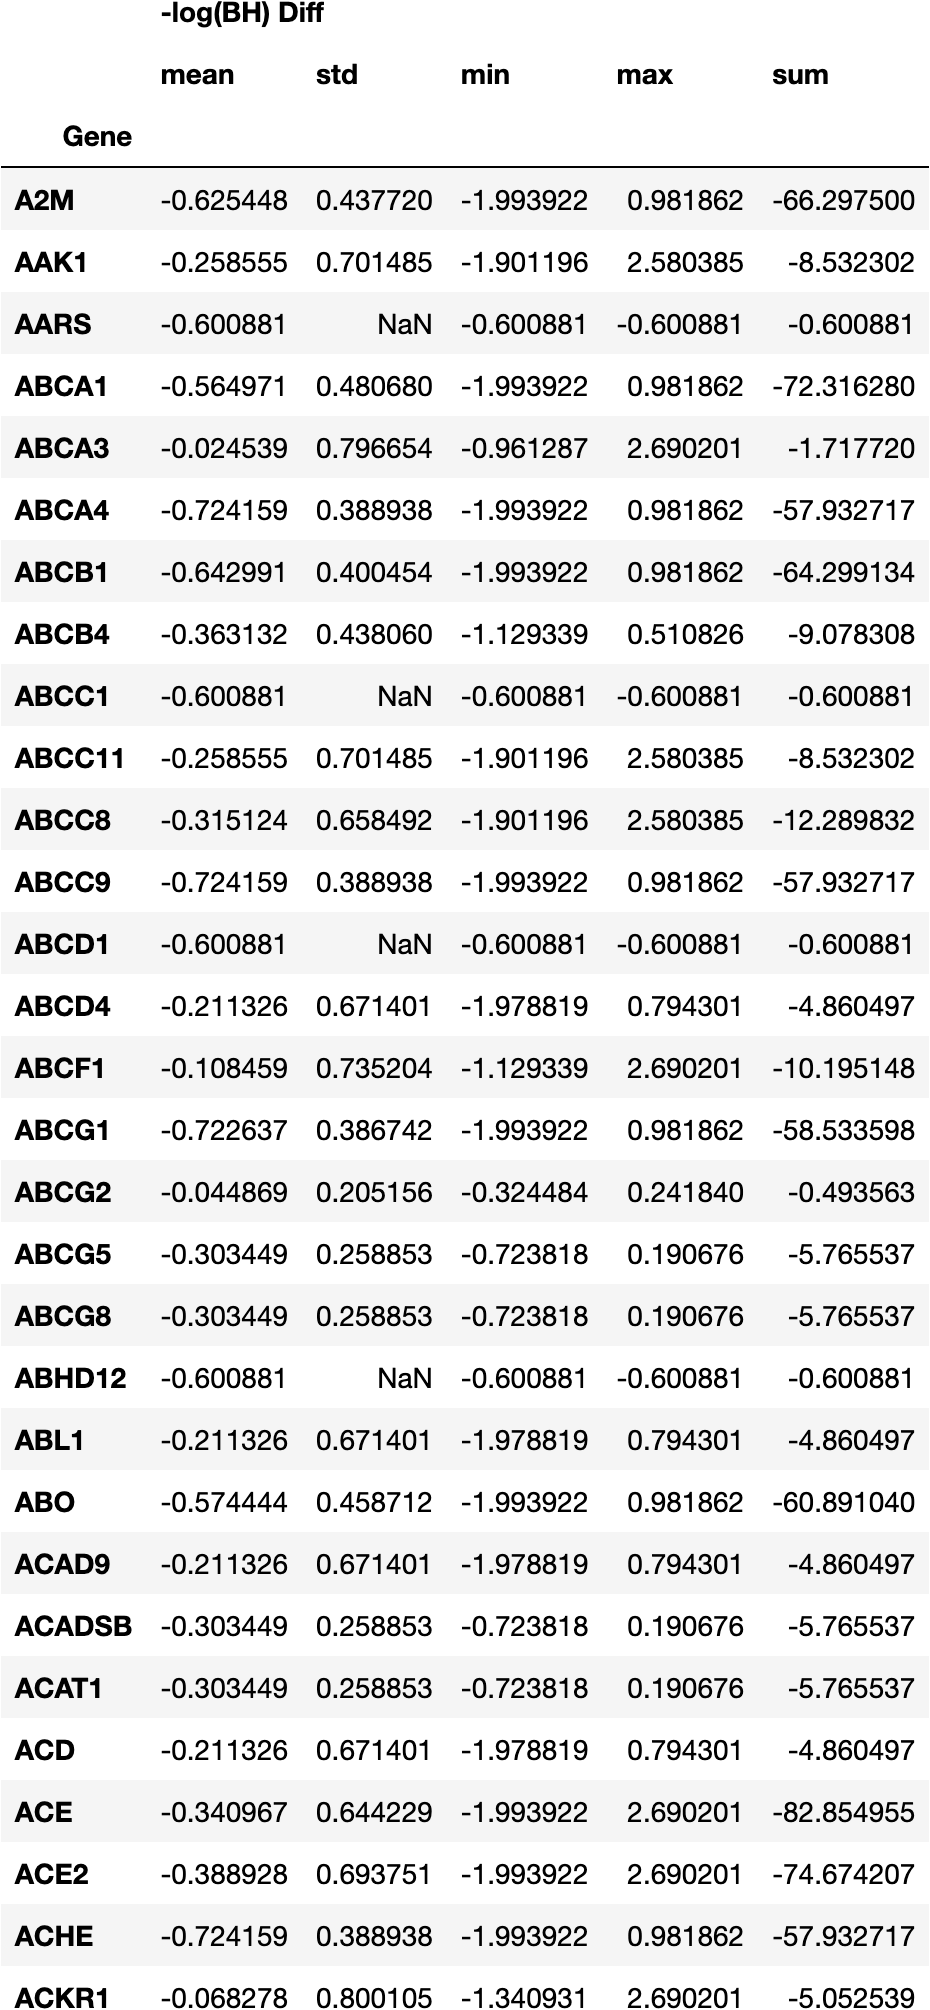 -log(BH) Diff
mean std min max sum
Gene
A2M -0.625448 0.437720 -1.993922 0.981862 -66.297500
AAK1 -0.258555 0.701485 -1.901196 2.580385 -8.532302
AARS -0.600881 NaN -0.600881 -0.600881 -0.600881
ABCA1 -0.564971 0.480680 -1.993922 0.981862 -72.316280
ABCA3 -0.024539 0.796654 -0.961287 2.690201 -1.717720
ABCA4 -0.724159 0.388938 -1.993922 0.981862 -57.932717
ABCB1 -0.642991 0.400454 -1.993922 0.981862 -64.299134
ABCB4 -0.363132 0.438060 -1.129339 0.510826 -9.078308
ABCC1 -0.600881 NaN -0.600881 -0.600881 -0.600881
ABCC11 -0.258555 0.701485 -1.901196 2.580385 -8.532302
ABCC8 -0.315124 0.658492 -1.901196 2.580385 -12.289832
ABCC9 -0.724159 0.388938 -1.993922 0.981862 -57.932717
ABCD1 -0.600881 NaN -0.600881 -0.600881 -0.600881
ABCD4 -0.211326 0.671401 -1.978819 0.794301 -4.860497
ABCF1 -0.108459 0.735204 -1.129339 2.690201 -10.195148
ABCG1 -0.722637 0.386742 -1.993922 0.981862 -58.533598
ABCG2 -0.044869 0.205156 -0.324484 0.241840 -0.493563
ABCG5 -0.303449 0.258853 -0.723818 0.190676 -5.765537
ABCG8 -0.303449 0.258853 -0.723818 0.190676 -5.765537
ABHD12 -0.600881 NaN -0.600881 -0.600881 -0.600881
ABL1 -0.211326 0.671401 -1.978819 0.794301 -4.860497
ABO -0.574444 0.458712 -1.993922 0.981862 -60.891040
ACAD9 -0.211326 0.671401 -1.978819 0.794301 -4.860497
ACADSB -0.303449 0.258853 -0.723818 0.190676 -5.765537
ACAT1 -0.303449 0.258853 -0.723818 0.190676 -5.765537
ACD -0.211326 0.671401 -1.978819 0.794301 -4.860497
ACE -0.340967 0.644229 -1.993922 2.690201 -82.854955
ACE2 -0.388928 0.693751 -1.993922 2.690201 -74.674207
ACHE -0.724159 0.388938 -1.993922 0.981862 -57.932717
ACKR1 -0.068278 0.800105 -1.340931 2.690201 -5.052539